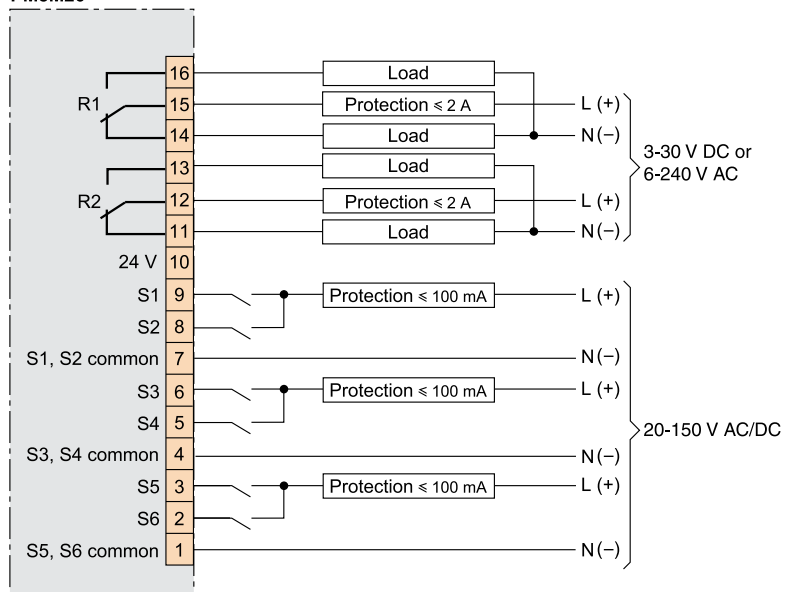 16 Load
R1 15 Protection ≤ 2 A L (+)
14 Load N(−)
3-30 V DC or
6-240 V AC
13 Load
R2 12 Protection ≤ 2 A L (+)
11 Load N(−)
24 V 10
S1 9 Protection ≤ 100 mA L (+)
S2 8
S1, S2 common 7 N(−)
S3 6 Protection ≤ 100 mA L (+)
S4 5
20-150 V AC/DC
S3, S4 common 4 N(−)
S5 3 Protection ≤ 100 mA L (+)
S6 2
S5, S6 common 1 N(−)